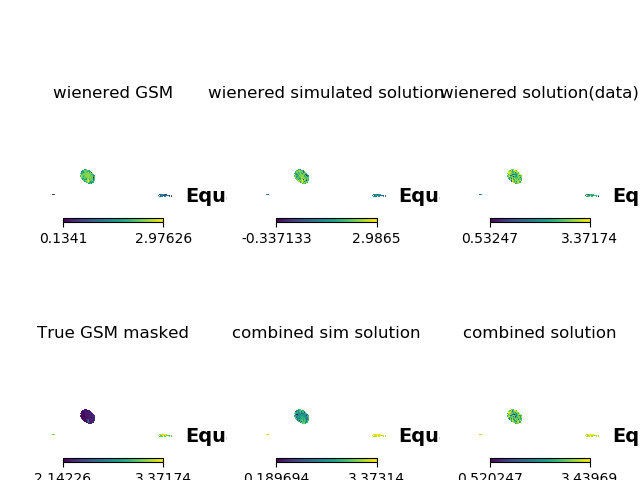 wienered GSM
wienered simulated solution
wienered solution(data)
Equ
Equ
Eq
0.1341 2.97626
-0.337133 2.9865
0.53247 3.37174
True GSM masked
combined sim solution
combined solution
Equ
Equ
Eq
2.14226 3.37174
0.189694 3.37314
0.520247 3.43969